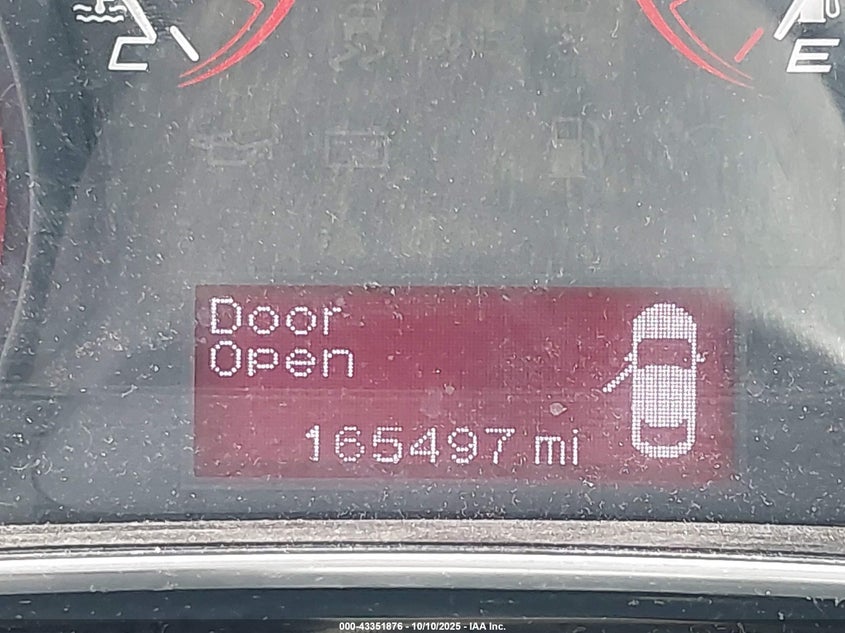 C
E
Door
Open
165497 mi
000-43351876 - 10/10/2025 - IAA Inc.